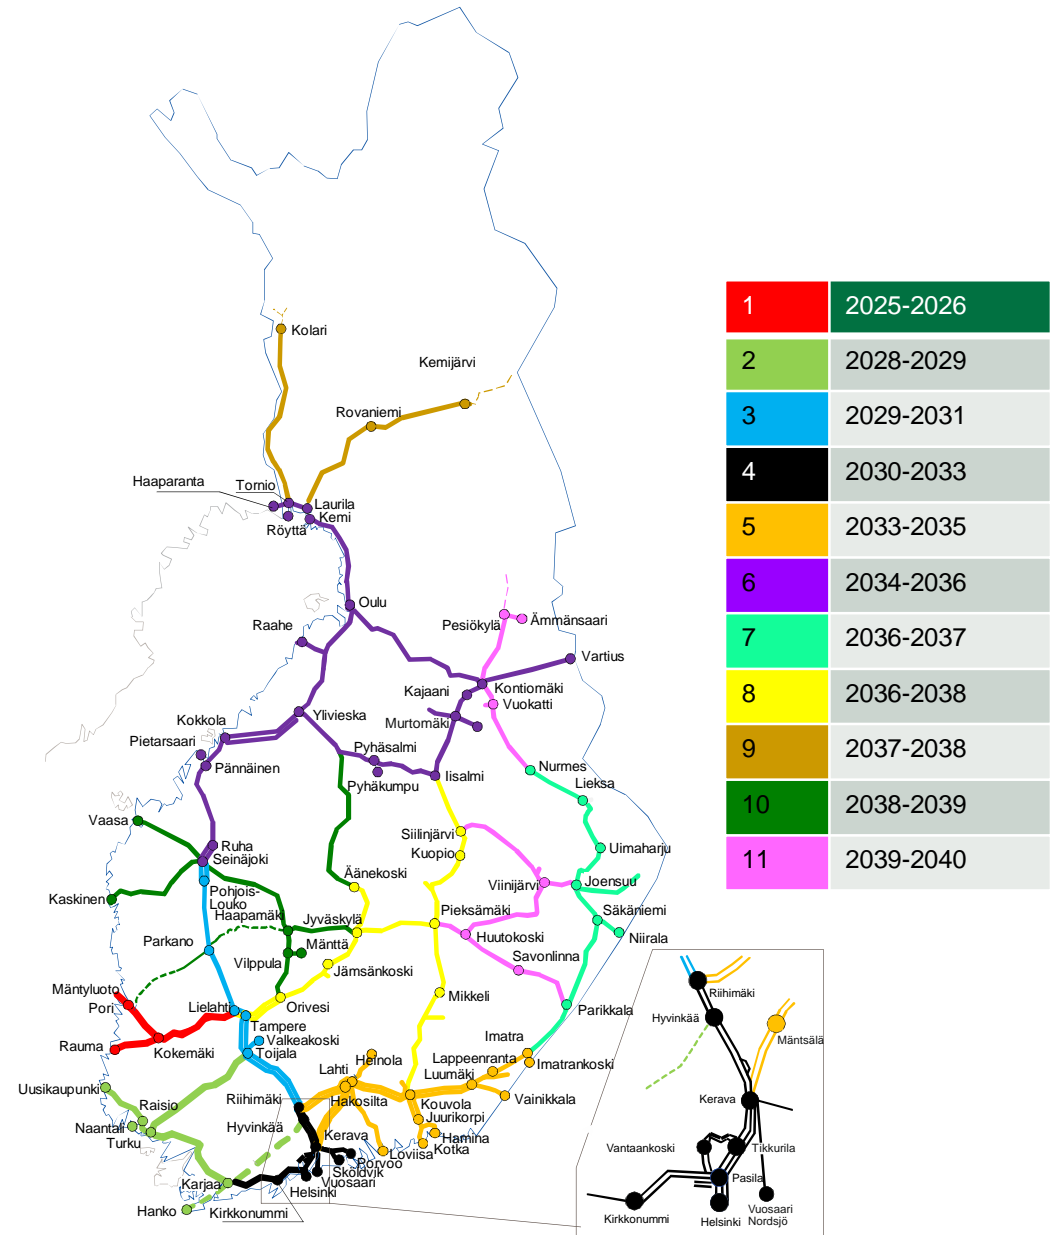 Kolari
Kemijärvi
Rovaniemi
Haaparanta
Tornio
Laurila
Kemi
Röyttä
Oulu
Raahe
Pesiökylä
Ämmänsaari
Vartius
Kajaani
Kontiomäki
Vuokatti
Murtomäki
Ylivieska
Kokkola
Pietarsaari
Pännäinen
Pyhäsalmi
Pyhäkumpu
Iisalmi
Nurmes
Lieksa
Vaasa
Ruha
Seinäjoki
Siilinjärvi
Kuopio
Uimaharju
Kaskinen
Pohjois-
Louko
Äänekoski
Viinijärvi
Joensuu
Haapamäki
Jyväskylä
Pieksämäki
Säkäniemi
Niirala
Parkano
Mänttä
Vilppula
Jämsänkoski
Huutokoski
Savonlinna
Mäntyluoto
Pori
Lielahti
Orivesi
Mikkeli
Parikkala
Tampere
Valkeakoski
Toijala
Rauma
Kokemäki
Imatra
Imatrankoski
Heinola
Lahti
Lappeenranta
Luumäki
Vainikkala
Uusikaupunki
Raisio
Naantali
Turku
Riihimäki
Hakosilta
Kouvola
Juurikorpi
Hamina
Kotka
Loviisa
Hyvinkää
Kerava
Porvoo
Sköldvik
Vuosaari
Helsinki
Karjaa
Hanko
Kirkkonummi
1 2025-2026
2 2028-2029
3 2029-2031
4 2030-2033
5 2033-2035
6 2034-2036
7 2036-2037
8 2036-2038
9 2037-2038
10 2038-2039
11 2039-2040
Riihimäki
Hyvinkää
Mäntsälä
Kerava
Vantaankoski
Tikkurila
Pasila
Kirkkonummi
Helsinki
Vuosaari
Nordsjö